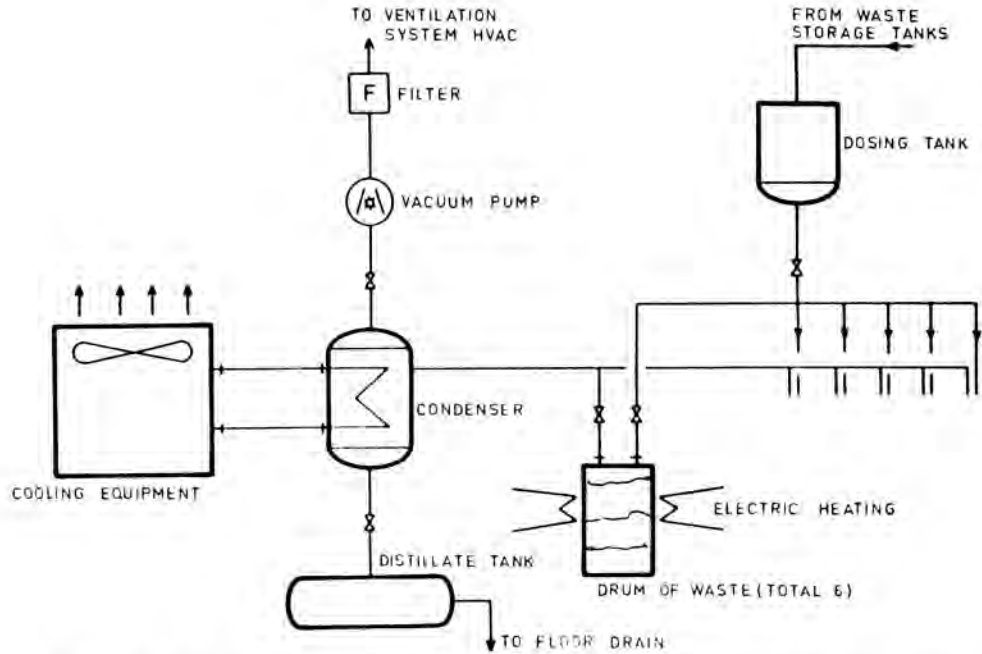 TO VENTILATION
SYSTEM HVAC
FROM WASTE
STORAGE TANKS
F
FILTER
DOSING TANK
VACUUM PUMP
CONDENSER
COOLING EQUIPMENT
ELECTRIC HEATING
DISTILLATE TANK
DRUM OF WASTE (TOTAL 6)
TO FLOOR DRAIN